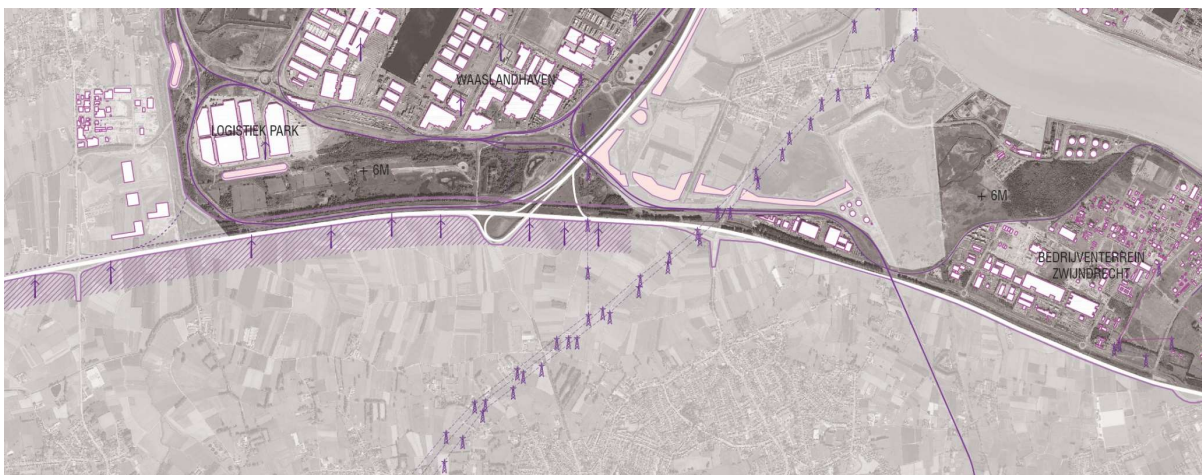 WAASLANDHAVEN
LOGISTIEK PARK
+ 6M
+ 6M
BEDRIJVENTERREIN
ZWIJNDRECHT